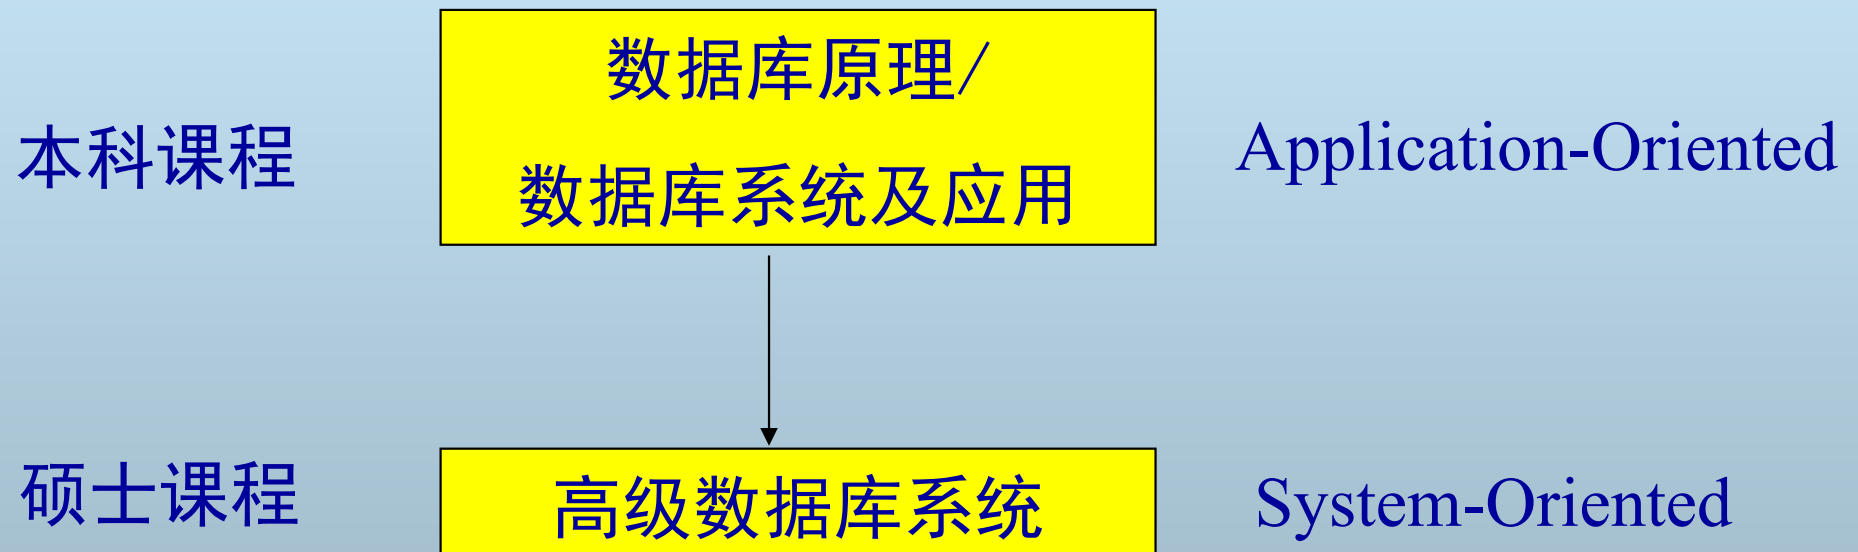 数据库原理/
本科课程
数据库系统及应用
Application-Oriented
硕士课程
高级数据库系统
System-Oriented